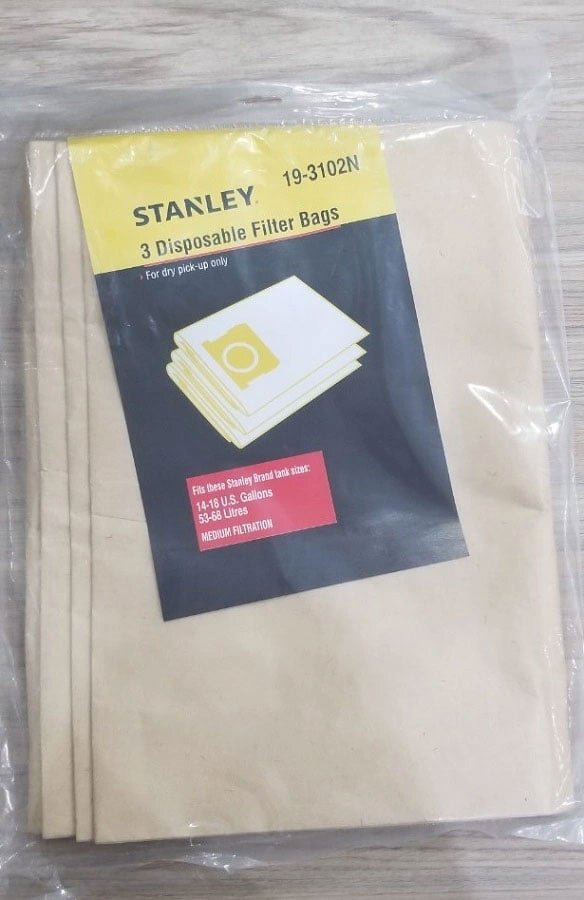 19-3102N
STANLEY
3 Disposable Filter Bags
› For dry pick-up only
Fits these Stanley Brand tank sizes:
14-18 U.S. Gallons
53-68 Litres
MEDIUM FILTRATION